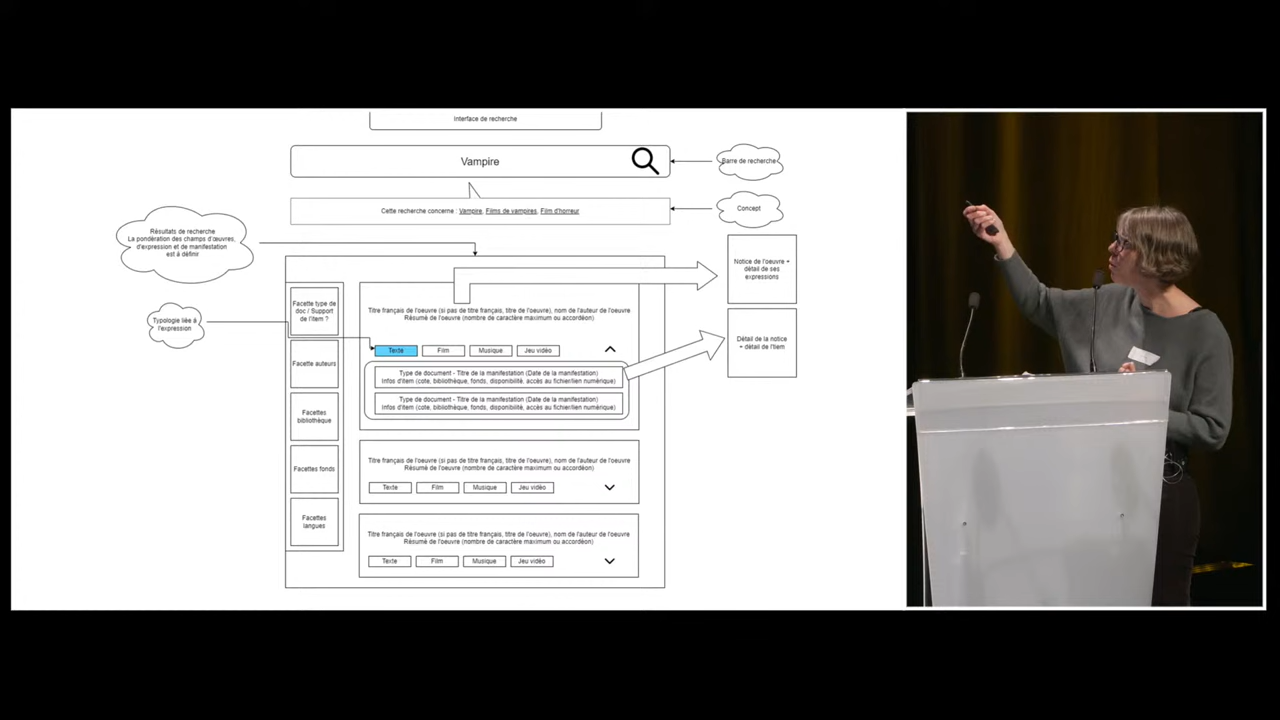 Interface de recherche
Vampire
Barre de recherche
Cette recherche concerne : Vampire, Films de vampires, Film d'horreur
Concept
Résultats de recherche
La pondération des champs d'œuvres,
d'expression et de manifestation
est à définir
Notice de l'oeuvre +
détail de ses
expressions
Facette type de
doc / Support
de l'item ?
Titre français de l'oeuvre (si pas de titre français, titre de l'oeuvre), nom de l'auteur de l'oeuvre
Résumé de l'oeuvre (nombre de caractère maximum ou accordéon)
Typologie liée à
l'expression
Texte
Film
Musique
Jeu vidéo
Détail de la notice
+ détail de l'item
Facette auteurs
Type de document - Titre de la manifestation (Date de la manifestation)
Infos d'item (cote, bibliothèque, fonds, disponibilité, accès au fichier/lien numérique)
Type de document - Titre de la manifestation (Date de la manifestation)
Infos d'item (cote, bibliothèque, fonds, disponibilité, accès au fichier/lien numérique)
Facettes
bibliothèque
Titre français de l'oeuvre (si pas de titre français, titre de l'oeuvre), nom de l'auteur de l'oeuvre
Résumé de l'oeuvre (nombre de caractère maximum ou accordéon)
Facettes fonds
Texte
Film
Musique
Jeu vidéo
Facettes
langues
Titre français de l'oeuvre (si pas de titre français, titre de l'oeuvre), nom de l'auteur de l'oeuvre
Résumé de l'oeuvre (nombre de caractère maximum ou accordéon)
Texte
Film
Musique
Jeu vidéo